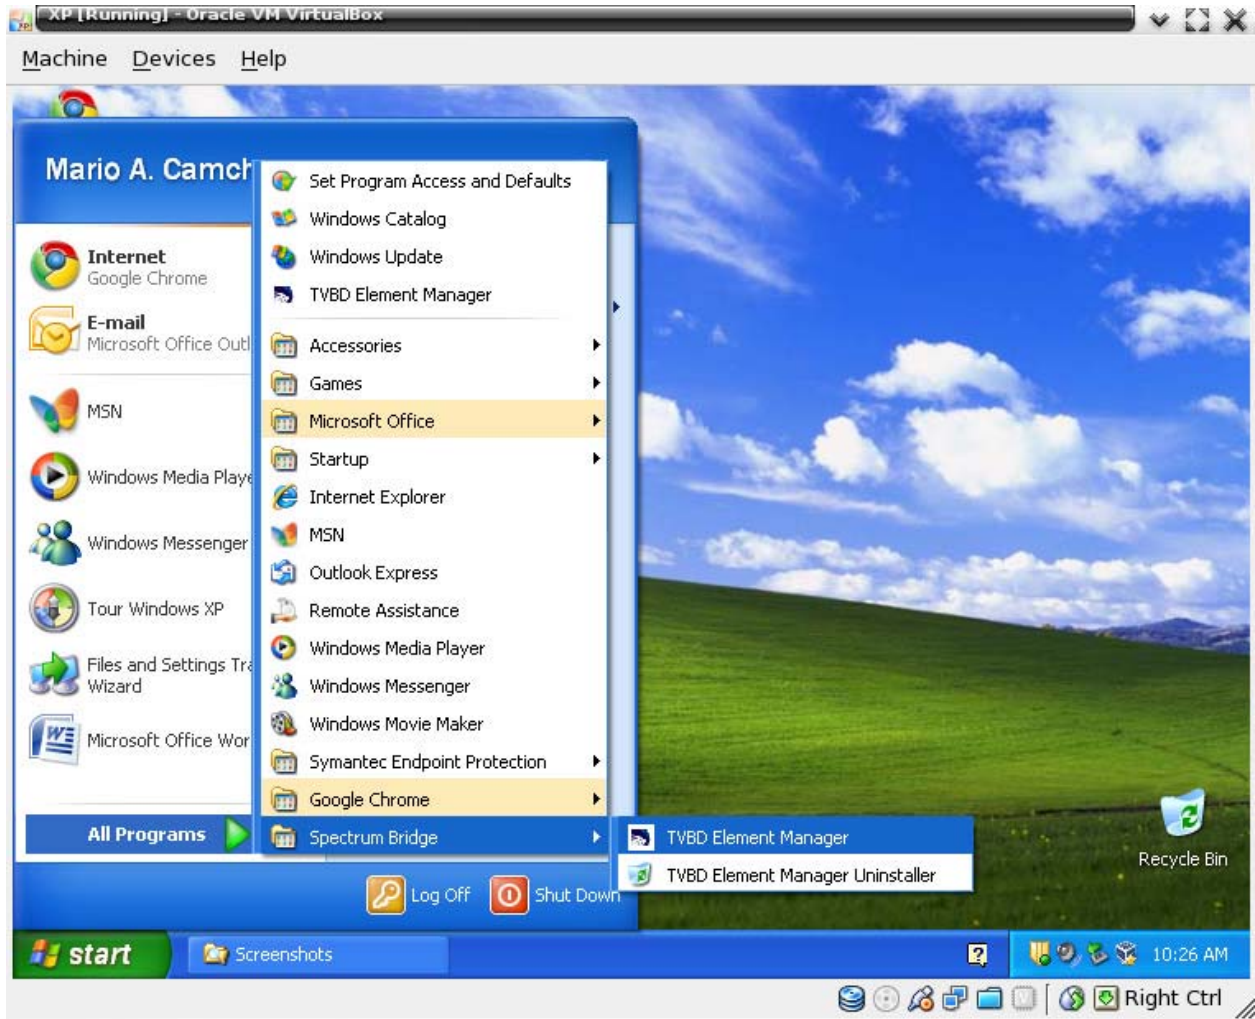 XP [Running] - Oracle VM VirtualBox
Machine Devices Help
Mario A. Camch
Internet
Google Chrome
E-mail
Microsoft Office Outl
MSN
Windows Media Playe
Windows Messenger
Tour Windows XP
Files and Settings Tra
Wizard
Microsoft Office Wor
All Programs
Set Program Access and Defaults
Windows Catalog
Windows Update
TVBD Element Manager
Accessories
Games
Microsoft Office
Startup
Internet Explorer
MSN
Outlook Express
Remote Assistance
Windows Media Player
Windows Messenger
Windows Movie Maker
Symantec Endpoint Protection
Google Chrome
Spectrum Bridge
TVBD Element Manager
TVBD Element Manager Uninstaller
Recycle Bin
Log Off
Shut Down
start
Screenshots
10:26 AM
Right Ctrl